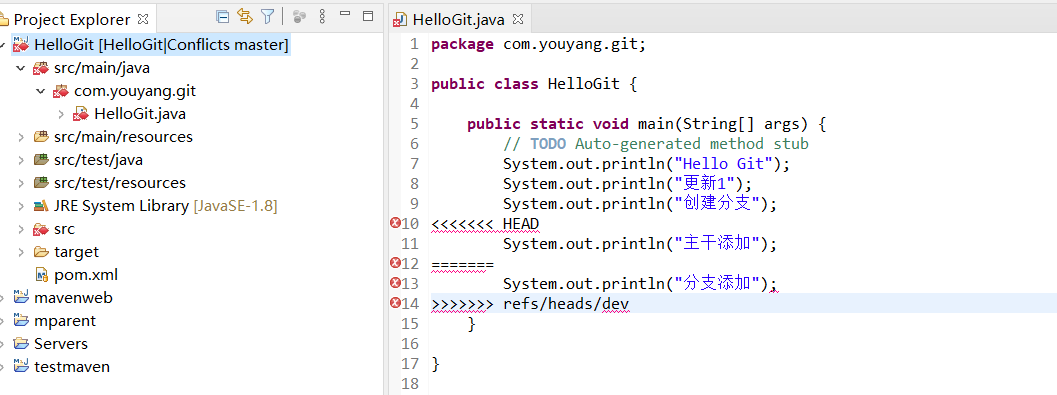 Project Explorer
HelloGit [HelloGit|Conflicts master]
src/main/java
com.youyang.git
HelloGit.java
src/main/resources
src/test/java
src/test/resources
JRE System Library [JavaSE-1.8]
src
target
pom.xml
mavenweb
mparent
Servers
testmaven
HelloGit.java
1 package com.youyang.git;
2
3 public class HelloGit {
4
5 public static void main(String[] args) {
6 // TODO Auto-generated method stub
7 System.out.println("Hello Git");
8 System.out.println("更新1");
9 System.out.println("创建分支");
10 <<<<<<< HEAD
11 System.out.println("主干添加");
12 =======
13 System.out.println("分支添加");
14 >>>>>>> refs/heads/dev
15 }
16
17 }
18